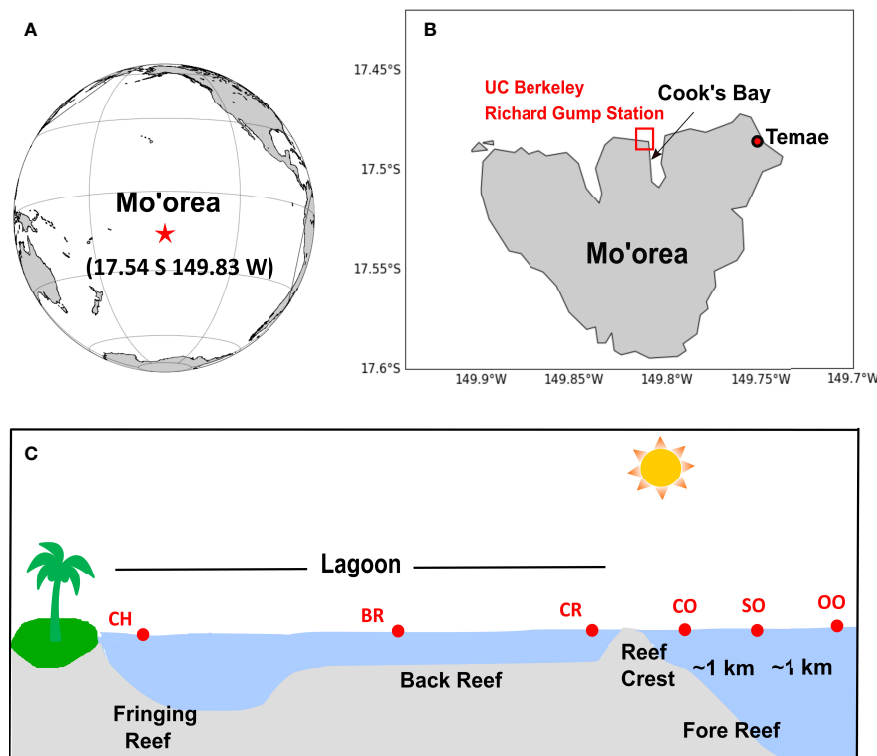 A
Mo'orea
(17.54 S 149.83 W)
B
17.45°S
17.5°S
17.55°S
17.6°S
UC Berkeley
Richard Gump Station
Cook's Bay
Temae
Mo'orea
149.9°W
149.85°W
149.8°W
149.75°W
149.7°W
C
Lagoon
CH
BR
CR
CO
SO
OO
Reef
Crest
~1 km
~1 km
Back Reef
Fringing
Reef
Fore Reef